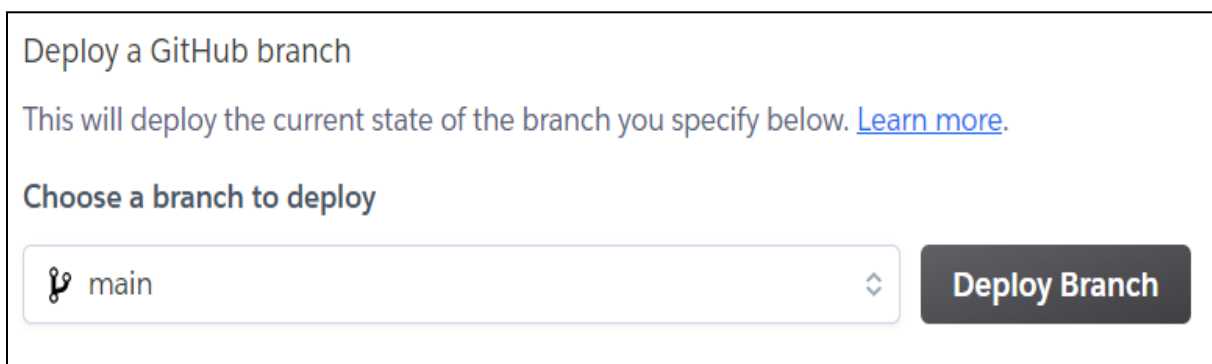 Deploy a GitHub branch
This will deploy the current state of the branch you specify below. Learn more.
Choose a branch to deploy
main
Deploy Branch